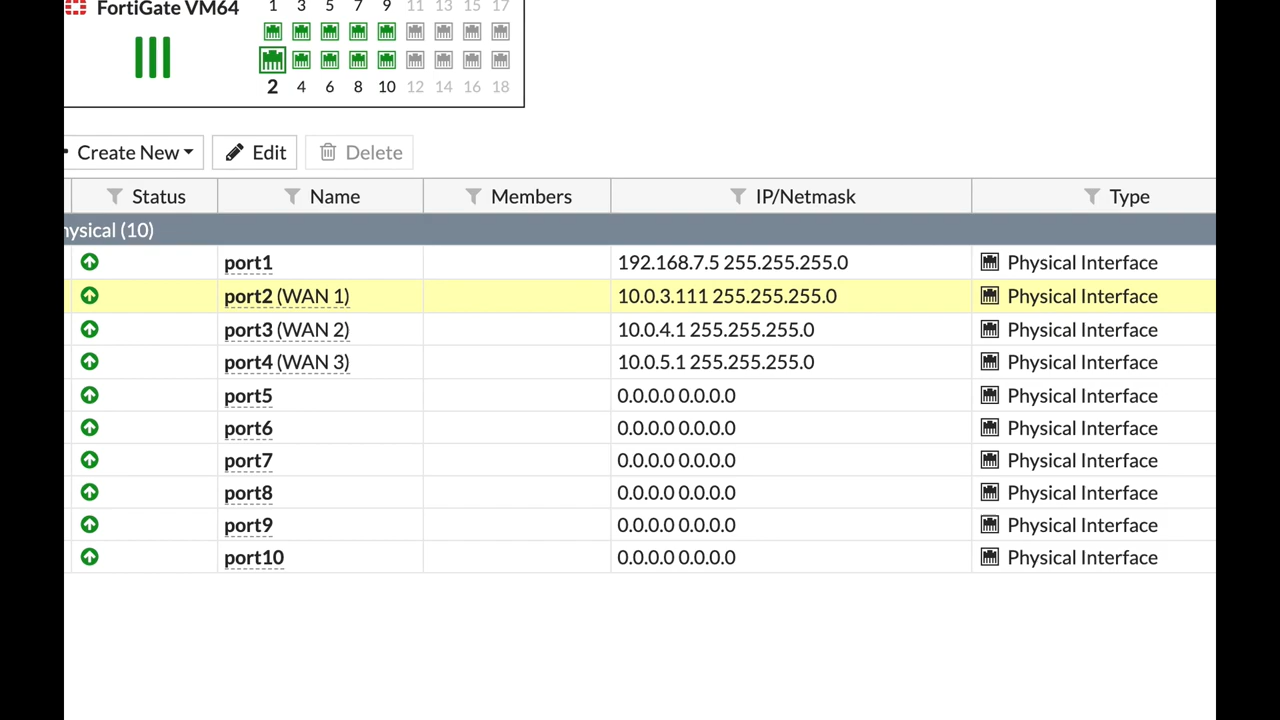 FortiGate VM64
1 3 5 7 9 11 13 15 17
2 4 6 8 10 12 14 16 18
Create New Edit Delete
Status Name Members IP/Netmask Type
hysical (10)
port1 192.168.7.5 255.255.255.0 Physical Interface
port2 (WAN 1) 10.0.3.111 255.255.255.0 Physical Interface
port3 (WAN 2) 10.0.4.1 255.255.255.0 Physical Interface
port4 (WAN 3) 10.0.5.1 255.255.255.0 Physical Interface
port5 0.0.0.0 0.0.0.0 Physical Interface
port6 0.0.0.0 0.0.0.0 Physical Interface
port7 0.0.0.0 0.0.0.0 Physical Interface
port8 0.0.0.0 0.0.0.0 Physical Interface
port9 0.0.0.0 0.0.0.0 Physical Interface
port10 0.0.0.0 0.0.0.0 Physical Interface